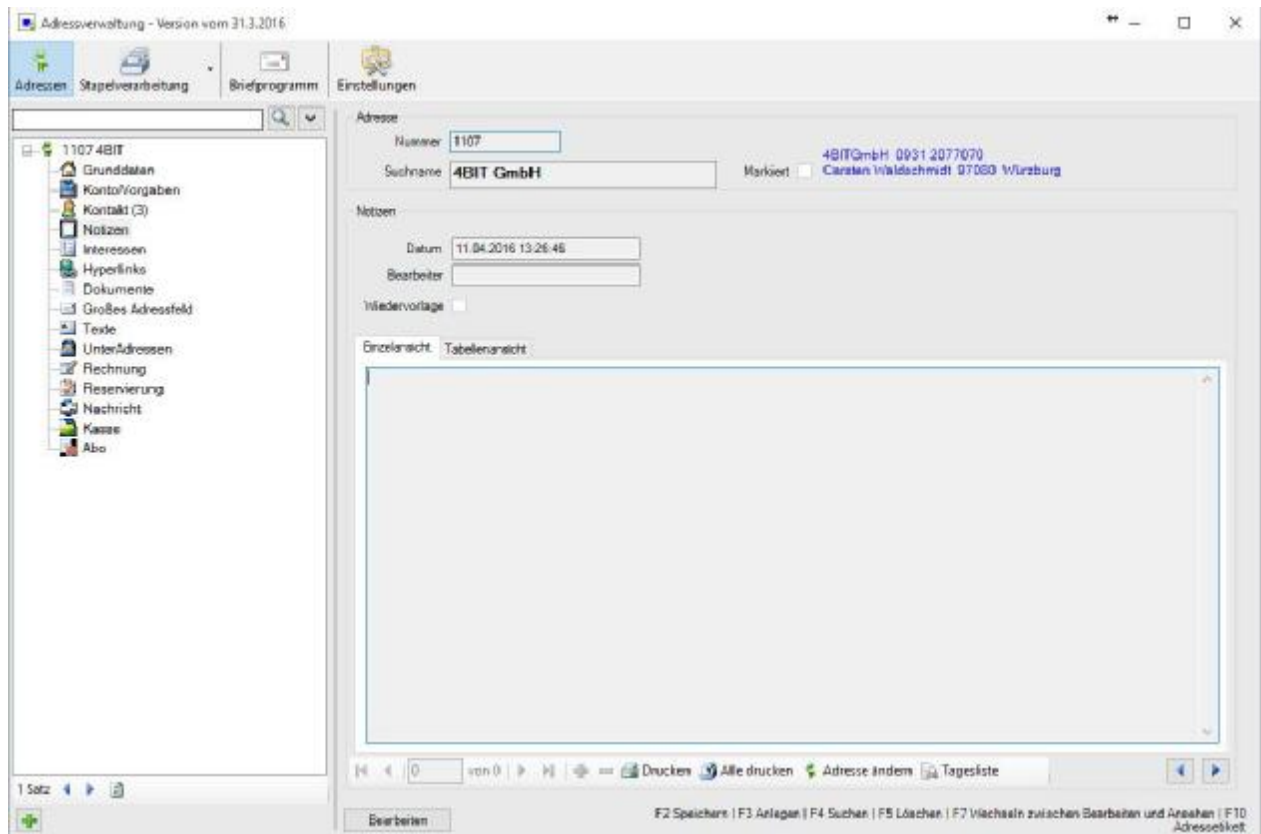 Adressverwaltung - Version vom 31.3.2016
Adressen Stapelverarbeitung Briefprogramm Einstellungen
1107 4BIT
Grunddaten
Konto/Vorgaben
Kontakt (3)
Notizen
Interessen
Hyperlinks
Dokumente
Großes Adressfeld
Texte
UnterAdressen
Rechnung
Reservierung
Nachricht
Kasse
Abo
1 Satz
Adresse
Nummer 1107
Suchname 4BIT GmbH
Markiert
4BITGmbH 0931 2077070
Carsten Waldschmidt 97080 Würzburg
Notizen
Datum 11.04.2016 13:26:46
Bearbeiter
Wiedervorlage
Einzelansicht Tabellenansicht
0 von 0 Drucken Alle drucken Adresse ändern Tagesliste
Bearbeiten
F2 Speichern | F3 Anlegen | F4 Suchen | F5 Löschen | F7 Wechseln zwischen Bearbeiten und Ansehen | F10
Adressetikett